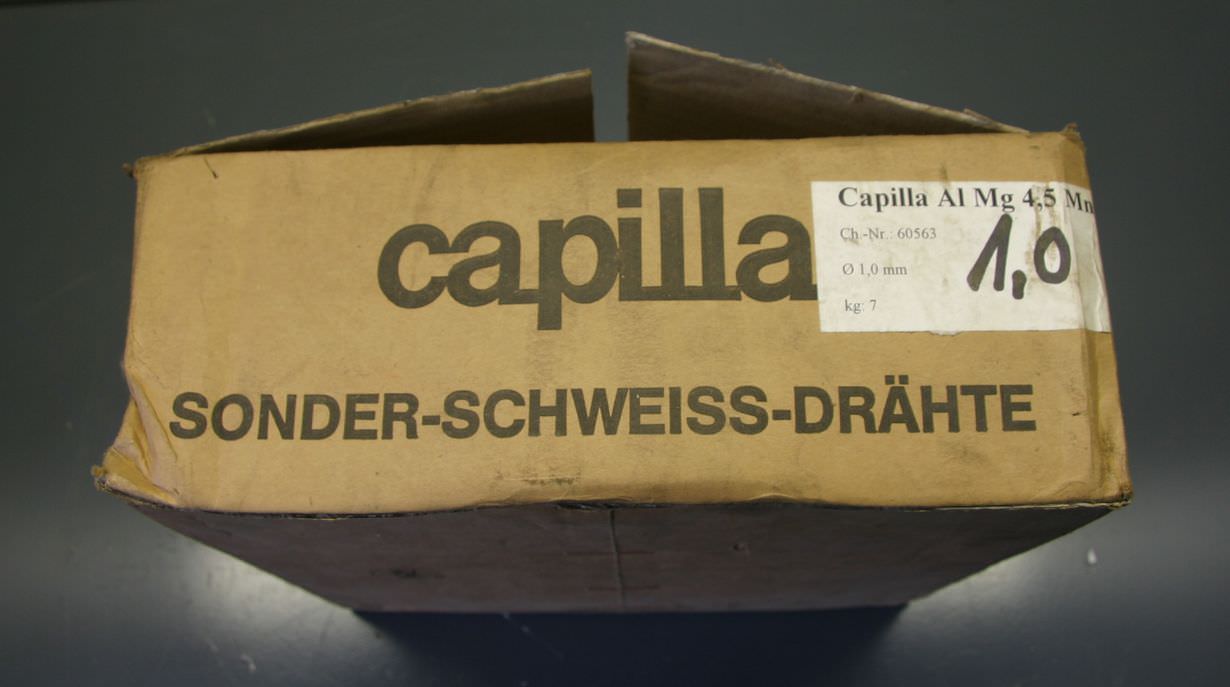 capilla
Capilla Al Mg 4,5 Mn
Ch.-Nr.: 60563
Ø 1,0 mm
kg: 7
1,0
SONDER-SCHWEISS-DRÄHTE